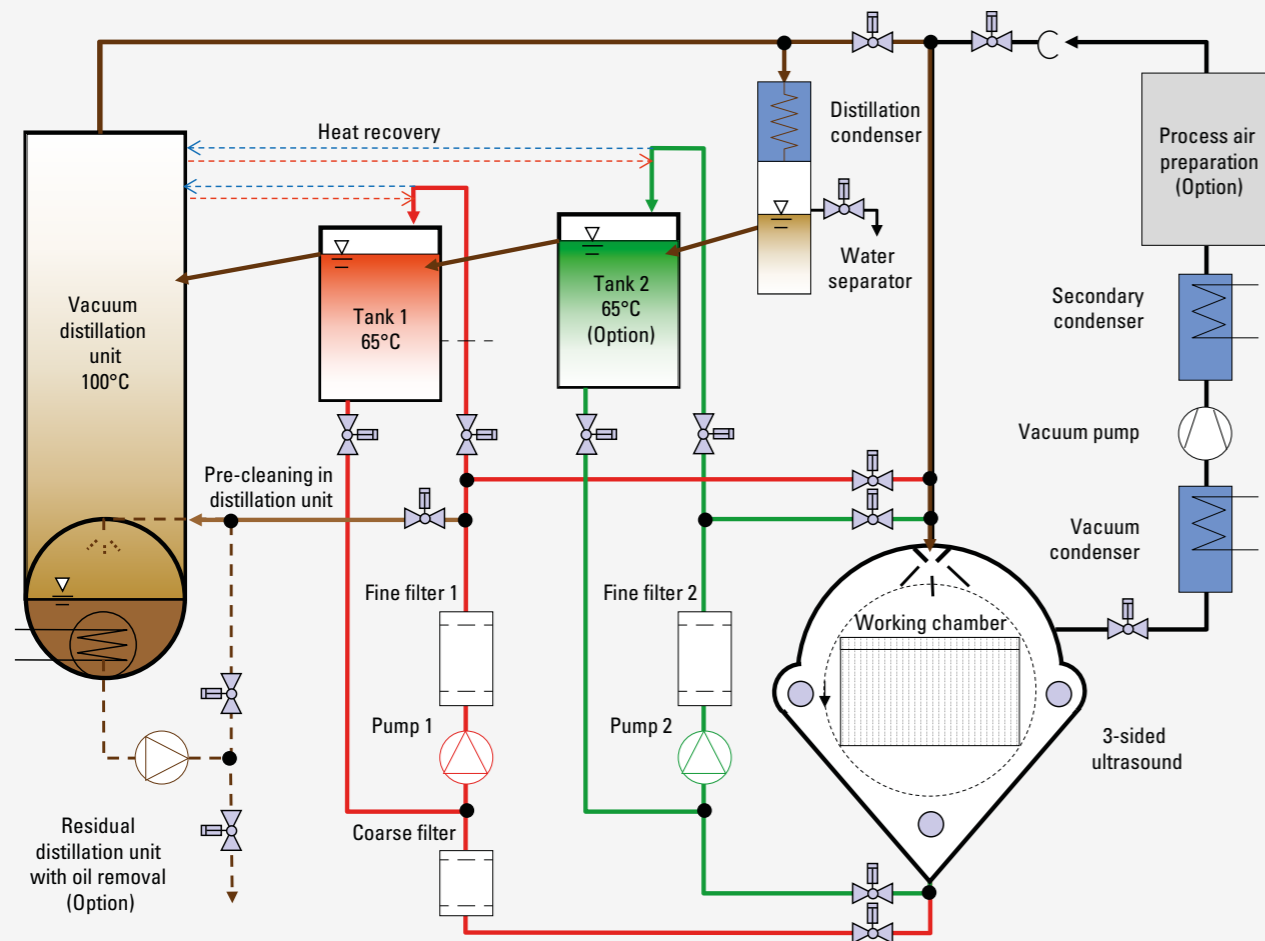 Heat recovery
Distillation
condenser
Process air
preparation
(Option)
Vacuum
distillation
unit
100°C
Tank 1
65°C
Tank 2
65°C
(Option)
Water
separator
Secondary
condenser
Vacuum pump
Pre-cleaning in
distillation unit
Vacuum
condenser
Fine filter 1
Fine filter 2
Working chamber
Pump 1
Pump 2
3-sided
ultrasound
Coarse filter
Residual
distillation unit
with oil removal
(Option)